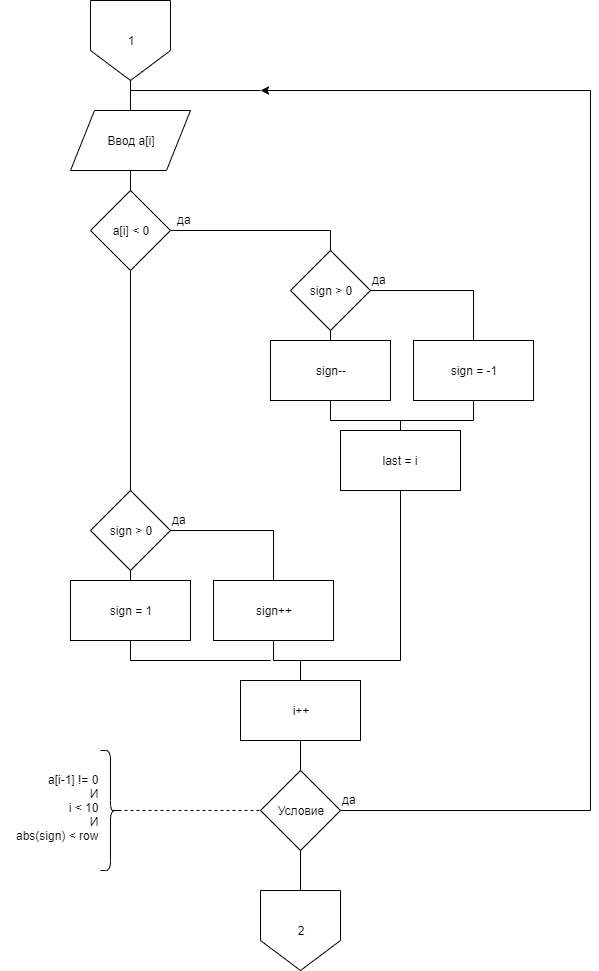 1
Ввод a[i]
a[i] < 0
да
sign > 0
да
sign--
sign = -1
last = i
sign > 0
да
sign = 1
sign++
i++
a[i-1] != 0
И
i < 10
И
abs(sign) < row
Условие
да
2